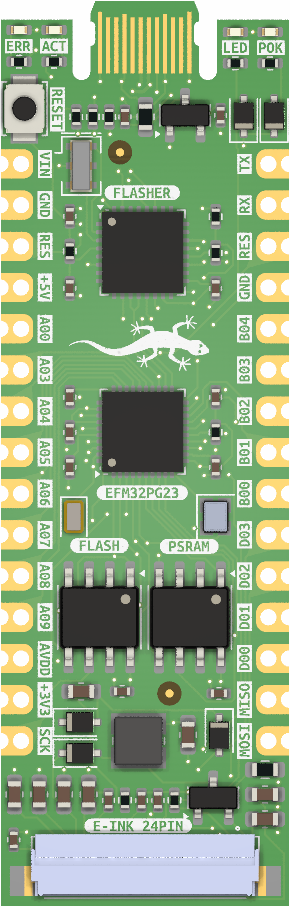 ERR ACT LED POK
RESET
VIN TX
FLASHER
GND RX
RES RES
+5V GND
A00 B04
A03 B03
A04 B02
A05 B01
EFM32PG23
A06 B00
A07 D03
FLASH PSRAM
A08 D02
A09 D01
AVDD D00
+3V3 MISO
SCK MOSI
E-INK 24PIN